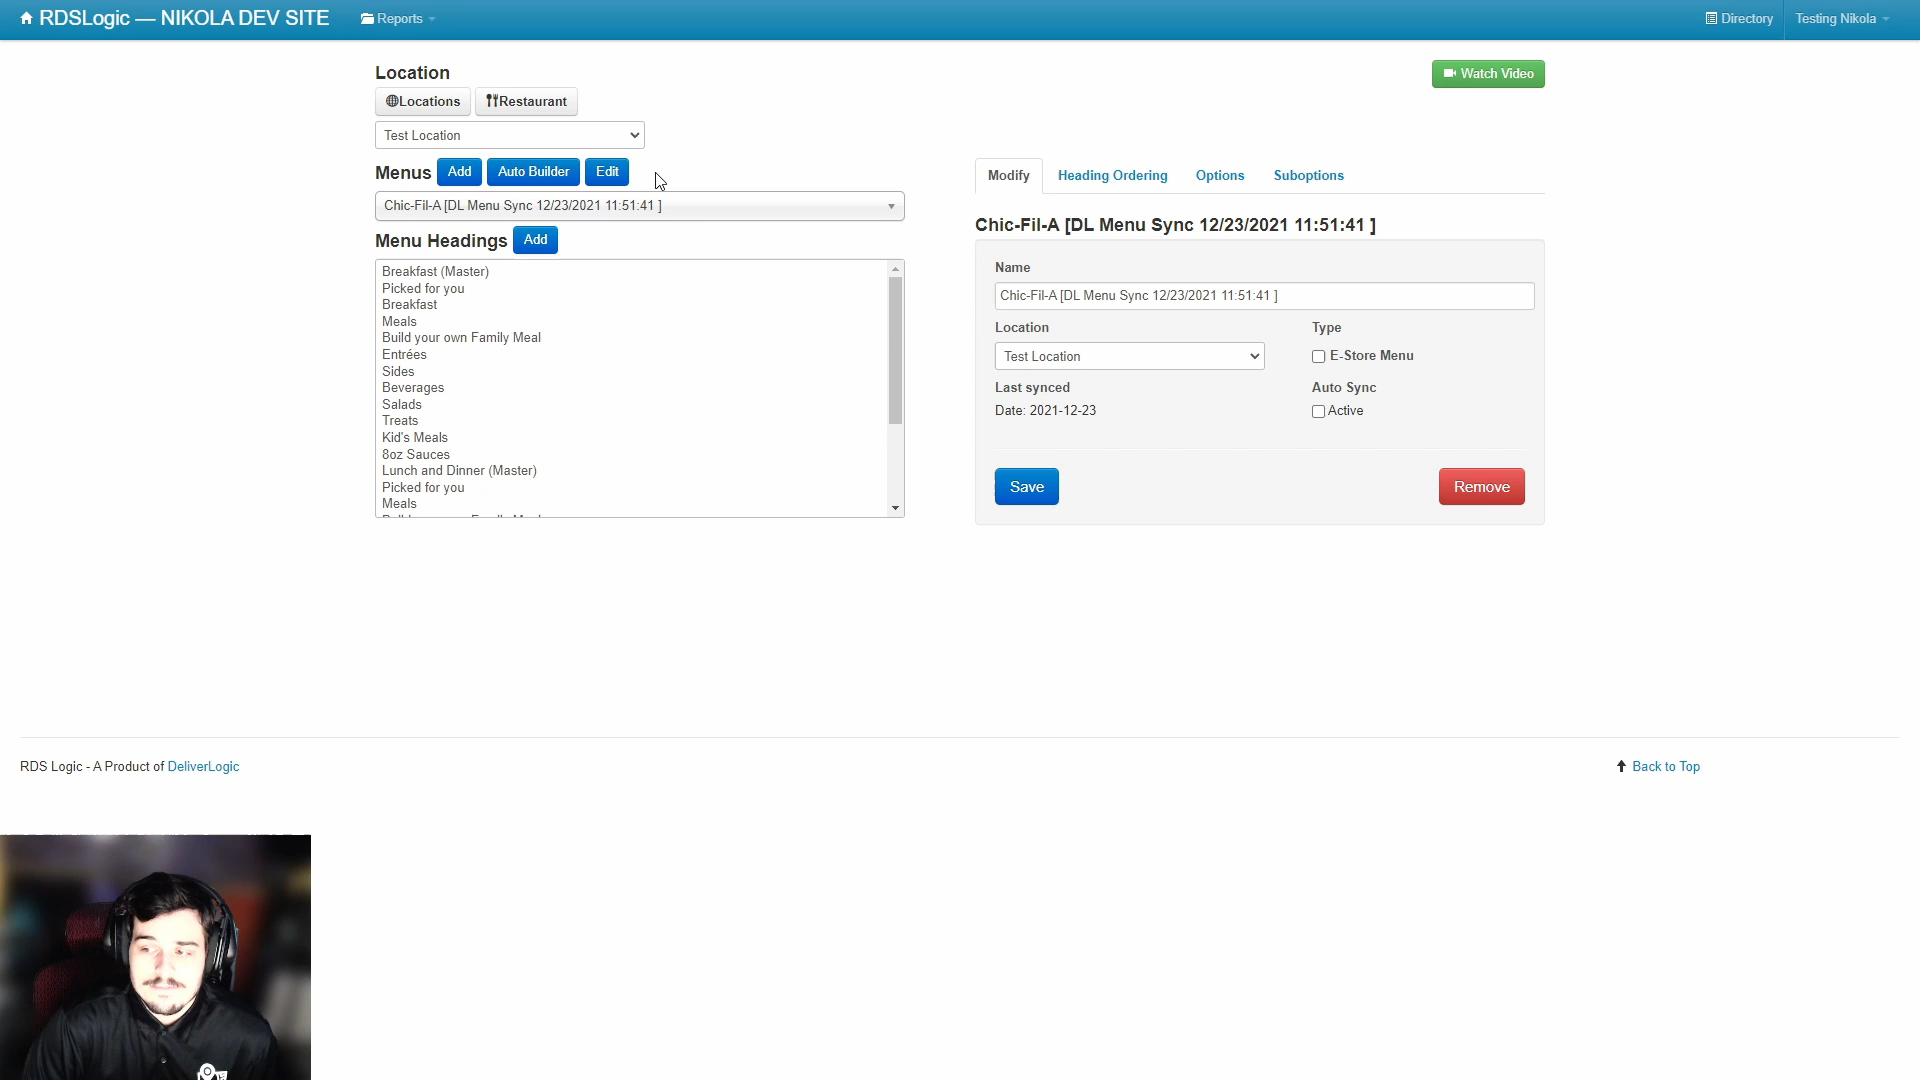 RDSLogic — NIKOLA DEV SITE
Reports
Directory
Testing Nikola
Location
Watch Video
Locations
Restaurant
Test Location
Menus
Add
Auto Builder
Edit
Chic-Fil-A [DL Menu Sync 12/23/2021 11:51:41 ]
Menu Headings
Add
Breakfast (Master)
Picked for you
Breakfast
Meals
Build your own Family Meal
Entrées
Sides
Beverages
Salads
Treats
Kid's Meals
8oz Sauces
Lunch and Dinner (Master)
Picked for you
Meals
Modify
Heading Ordering
Options
Suboptions
Chic-Fil-A [DL Menu Sync 12/23/2021 11:51:41 ]
Name
Chic-Fil-A [DL Menu Sync 12/23/2021 11:51:41 ]
Location
Type
Test Location
E-Store Menu
Last synced
Auto Sync
Date: 2021-12-23
Active
Save
Remove
RDS Logic - A Product of DeliverLogic
Back to Top